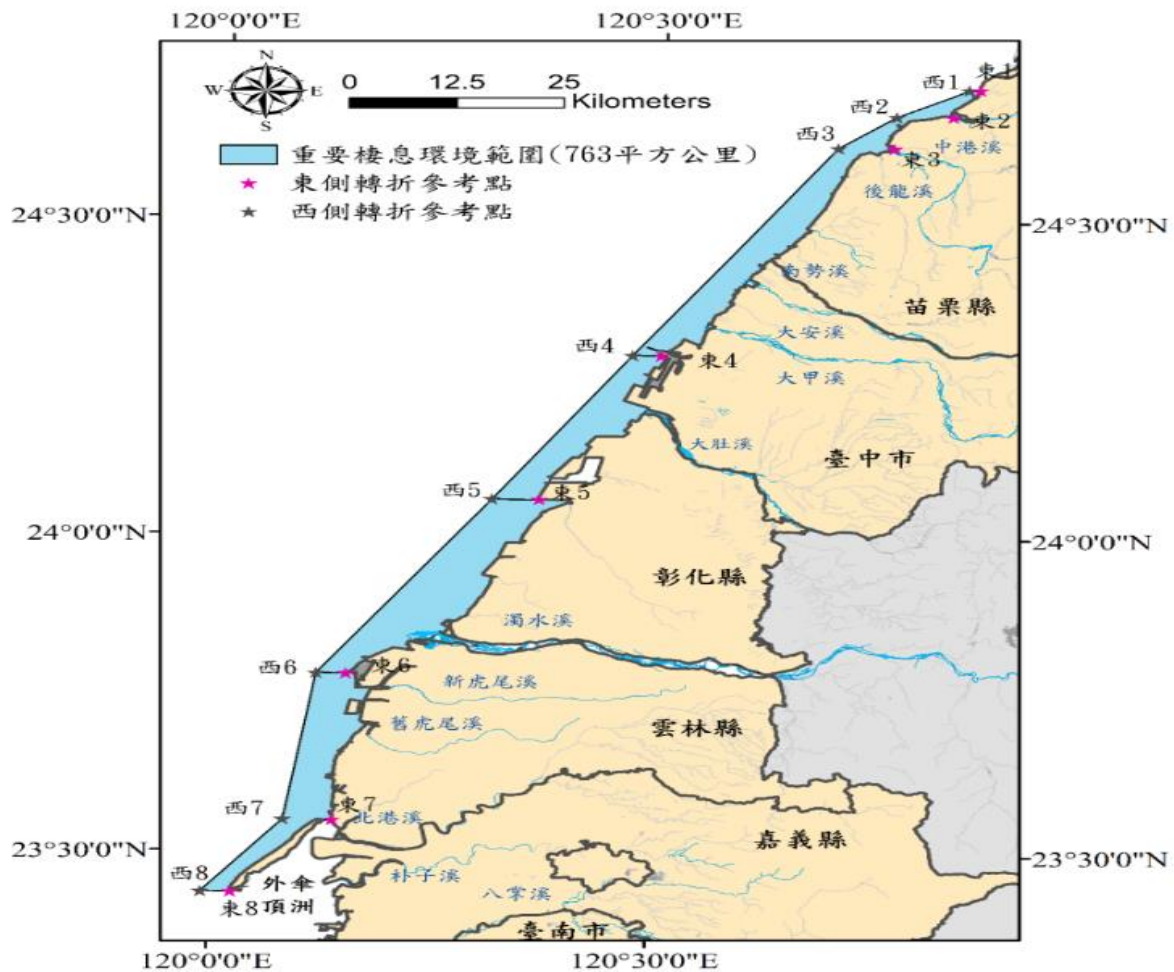 120°0'0"E
120°30'0"E
N
W
E
S
0
12.5
25
Kilometers
重要棲息環境範圍(763平方公里)
東側轉折參考點
西側轉折參考點
西1
東1
西2
東2
西3
東3
中港溪
後龍溪
24°30'0"N
24°30'0"N
南勢溪
苗栗縣
大安溪
西4
東4
大甲溪
大肚溪
臺中市
西5
東5
24°0'0"N
24°0'0"N
彰化縣
濁水溪
西6
東6
新虎尾溪
舊虎尾溪
雲林縣
西7
東7
北港溪
嘉義縣
23°30'0"N
23°30'0"N
西8
東8
外傘
頂洲
朴子溪
八掌溪
臺南市
120°0'0"E
120°30'0"E